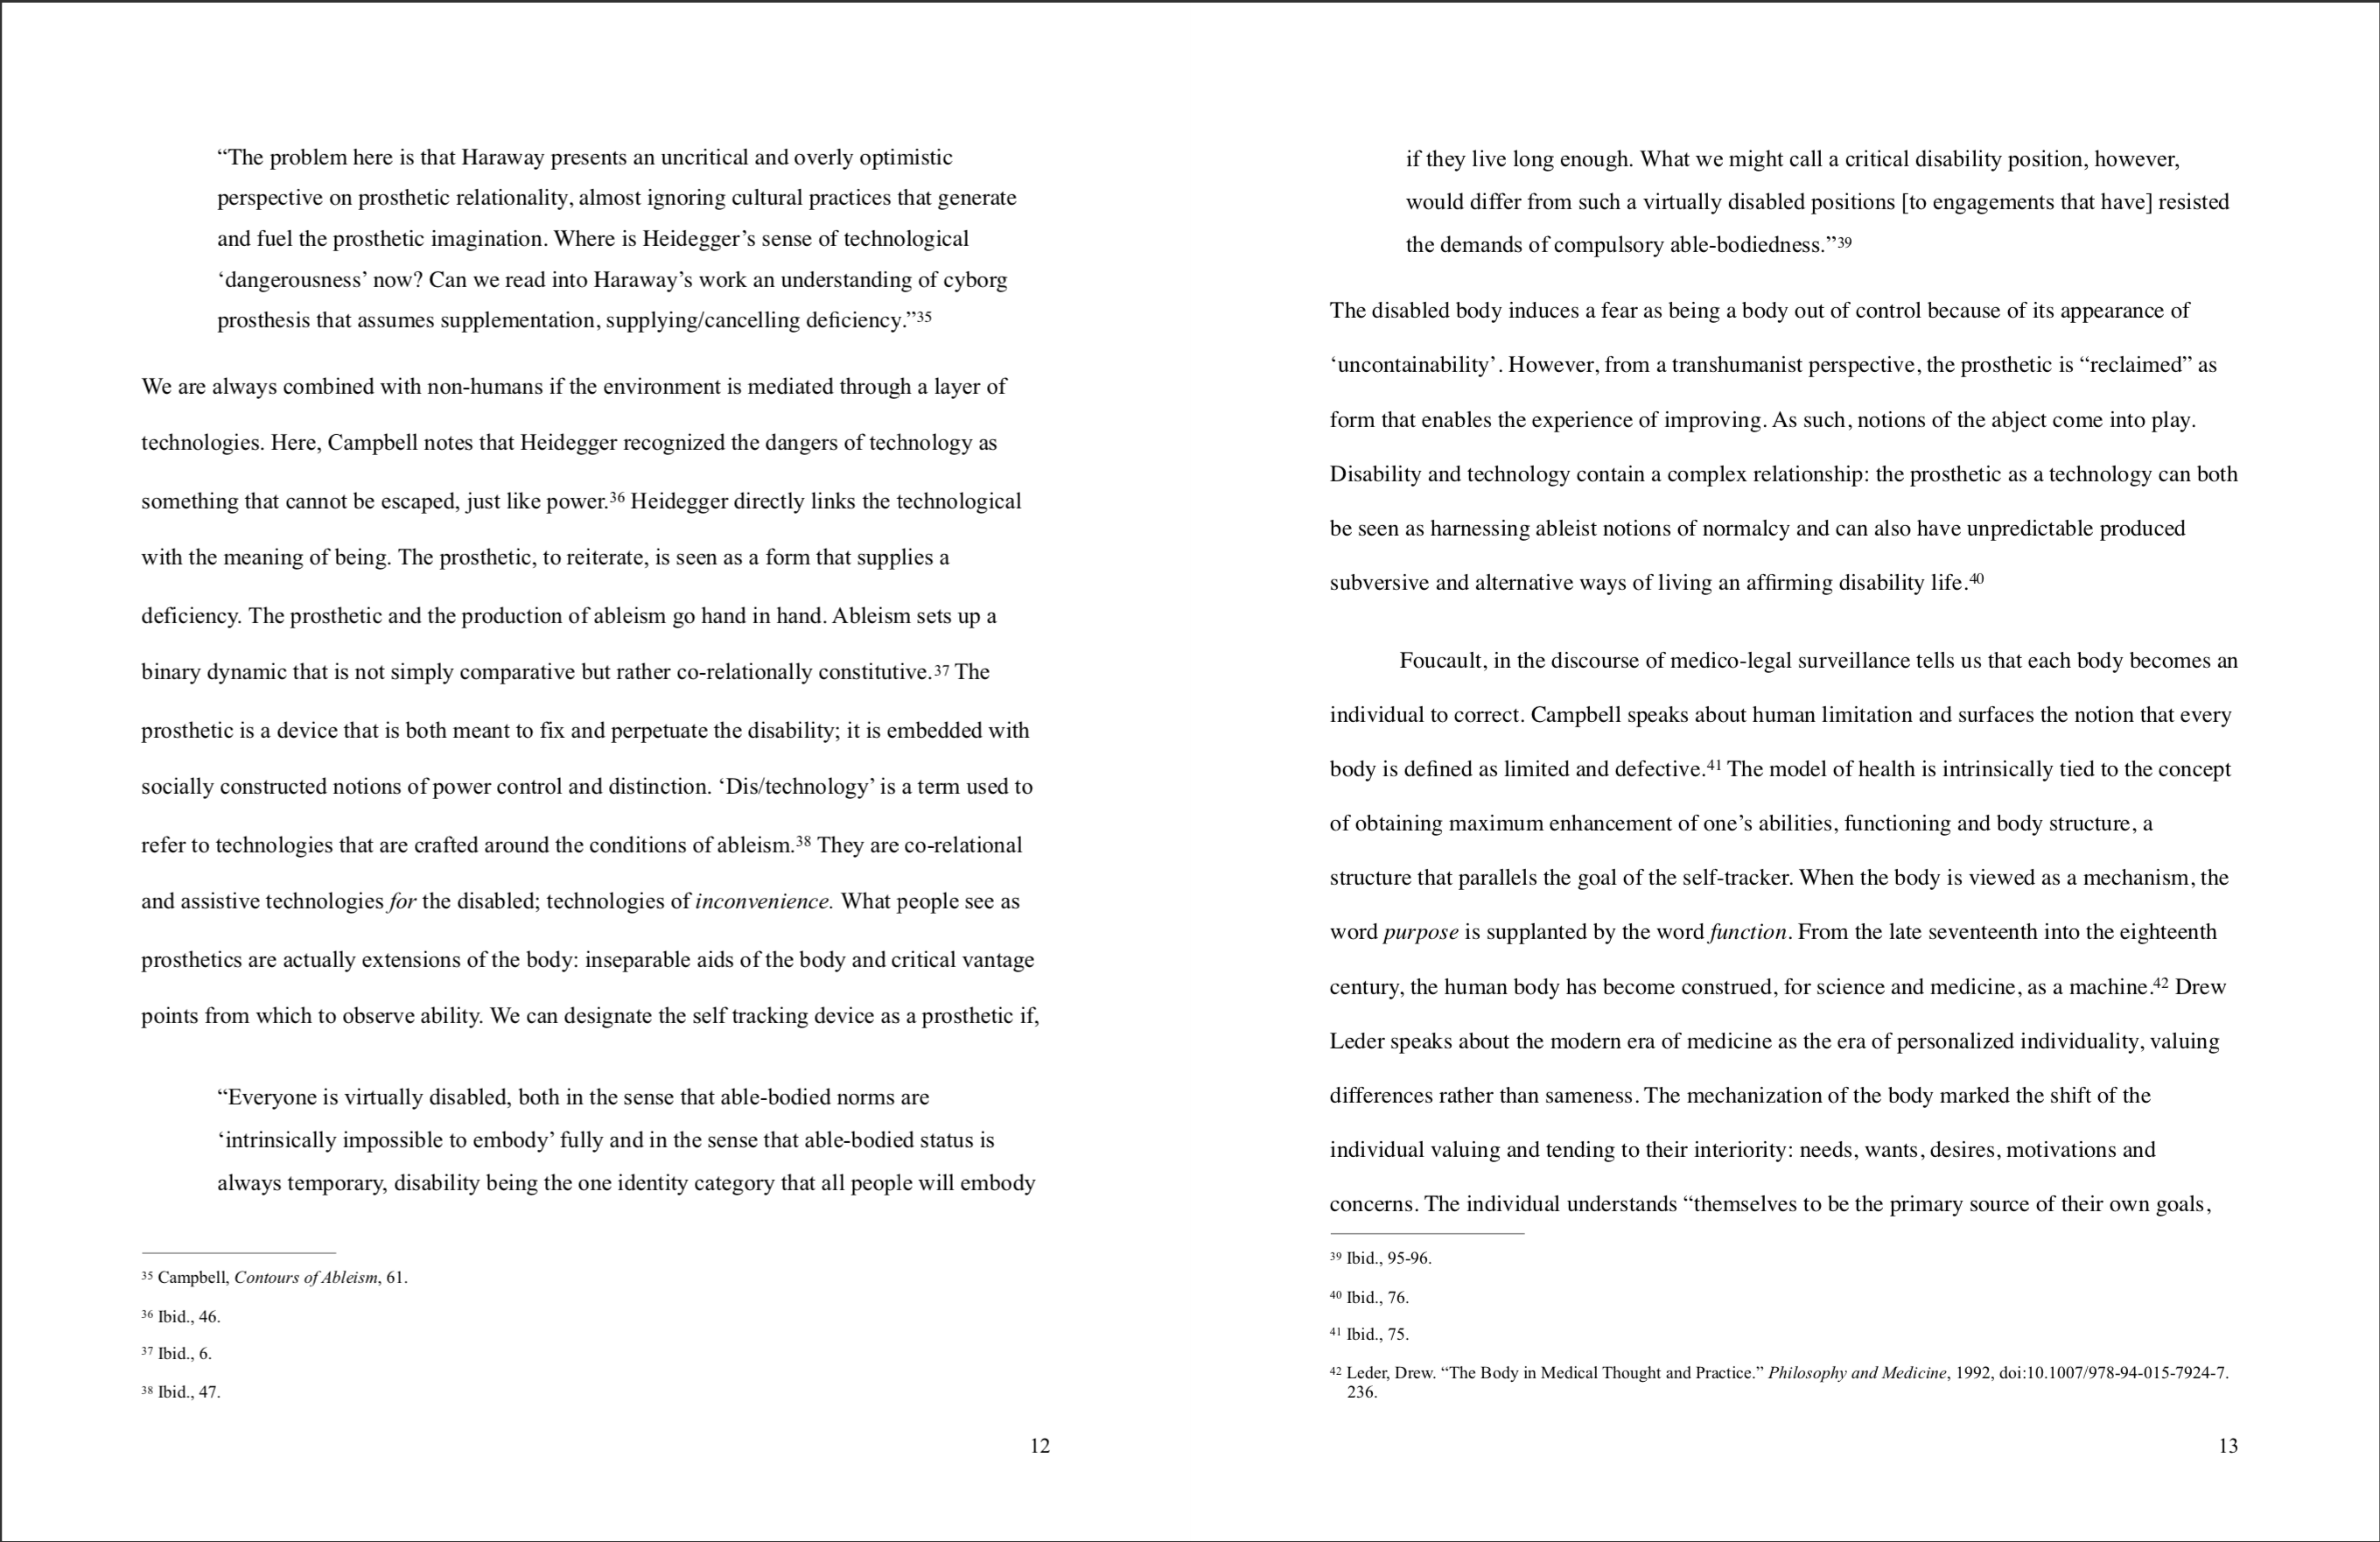 “The problem here is that Haraway presents an uncritical and overly optimistic
perspective on prosthetic relationality, almost ignoring cultural practices that generate
and fuel the prosthetic imagination. Where is Heidegger’s sense of technological
‘dangerousness’ now? Can we read into Haraway’s work an understanding of cyborg
prosthesis that assumes supplementation, supplying/cancelling deficiency.”35
We are always combined with non-humans if the environment is mediated through a layer of
technologies. Here, Campbell notes that Heidegger recognized the dangers of technology as
something that cannot be escaped, just like power.36 Heidegger directly links the technological
with the meaning of being. The prosthetic, to reiterate, is seen as a form that supplies a
deficiency. The prosthetic and the production of ableism go hand in hand. Ableism sets up a
binary dynamic that is not simply comparative but rather co-relationally constitutive.37 The
prosthetic is a device that is both meant to fix and perpetuate the disability; it is embedded with
socially constructed notions of power control and distinction. ‘Dis/technology’ is a term used to
refer to technologies that are crafted around the conditions of ableism.38 They are co-relational
and assistive technologies for the disabled; technologies of inconvenience. What people see as
prosthetics are actually extensions of the body: inseparable aids of the body and critical vantage
points from which to observe ability. We can designate the self tracking device as a prosthetic if,
“Everyone is virtually disabled, both in the sense that able-bodied norms are
‘intrinsically impossible to embody’ fully and in the sense that able-bodied status is
always temporary, disability being the one identity category that all people will embody
35 Campbell, Contours of Ableism, 61.
36 Ibid., 46.
37 Ibid., 6.
38 Ibid., 47.
12
if they live long enough. What we might call a critical disability position, however,
would differ from such a virtually disabled positions [to engagements that have] resisted
the demands of compulsory able-bodiedness.”39
The disabled body induces a fear as being a body out of control because of its appearance of
‘uncontainability’. However, from a transhumanist perspective, the prosthetic is “reclaimed” as
form that enables the experience of improving. As such, notions of the abject come into play.
Disability and technology contain a complex relationship: the prosthetic as a technology can both
be seen as harnessing ableist notions of normalcy and can also have unpredictable produced
subversive and alternative ways of living an affirming disability life.40
Foucault, in the discourse of medico-legal surveillance tells us that each body becomes an
individual to correct. Campbell speaks about human limitation and surfaces the notion that every
body is defined as limited and defective.41 The model of health is intrinsically tied to the concept
of obtaining maximum enhancement of one’s abilities, functioning and body structure, a
structure that parallels the goal of the self-tracker. When the body is viewed as a mechanism, the
word purpose is supplanted by the word function. From the late seventeenth into the eighteenth
century, the human body has become construed, for science and medicine, as a machine.42 Drew
Leder speaks about the modern era of medicine as the era of personalized individuality, valuing
differences rather than sameness. The mechanization of the body marked the shift of the
individual valuing and tending to their interiority: needs, wants, desires, motivations and
concerns. The individual understands “themselves to be the primary source of their own goals,
39 Ibid., 95-96.
40 Ibid., 76.
41 Ibid., 75.
42 Leder, Drew. “The Body in Medical Thought and Practice.” Philosophy and Medicine, 1992, doi:10.1007/978-94-015-7924-7.
236.
13